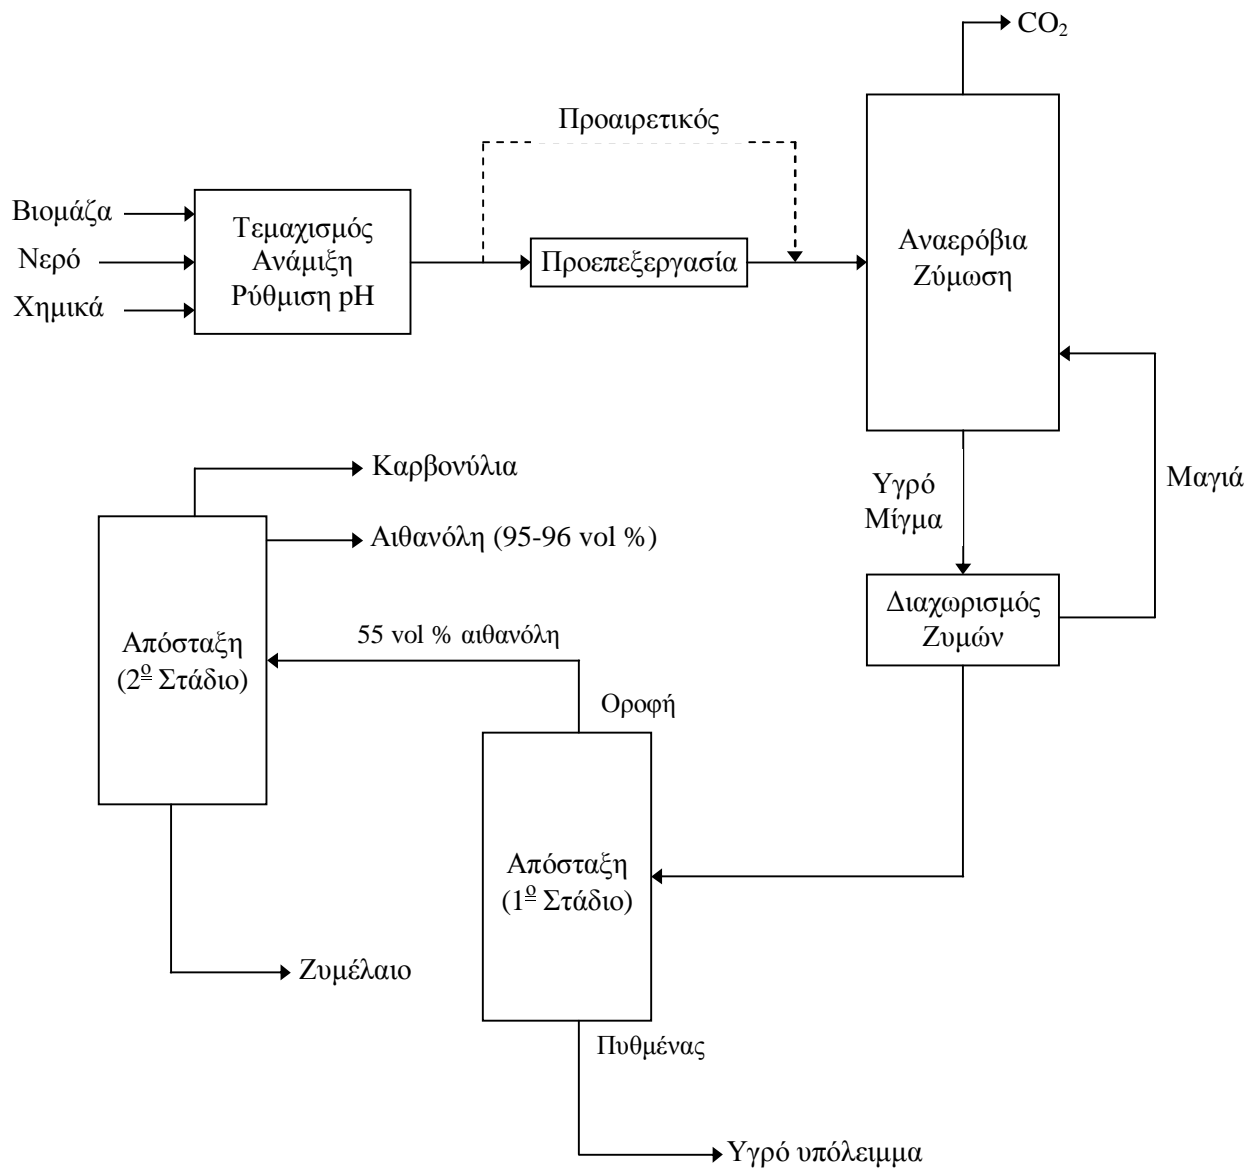 CO₂
Προαιρετικός
Βιομάζα
Νερό
Χημικά
Τεμαχισμός
Ανάμιξη
Ρύθμιση pH
Προεπεξεργασία
Αναερόβια
Ζύμωση
Υγρό
Μίγμα
Μαγιά
Διαχωρισμός
Ζυμών
Καρβονύλια
Αιθανόλη (95-96 vol %)
Απόσταξη
(2º Στάδιο)
55 vol % αιθανόλη
Οροφή
Απόσταξη
(1º Στάδιο)
Ζυμέλαιο
Πυθμένας
Υγρό υπόλειμμα